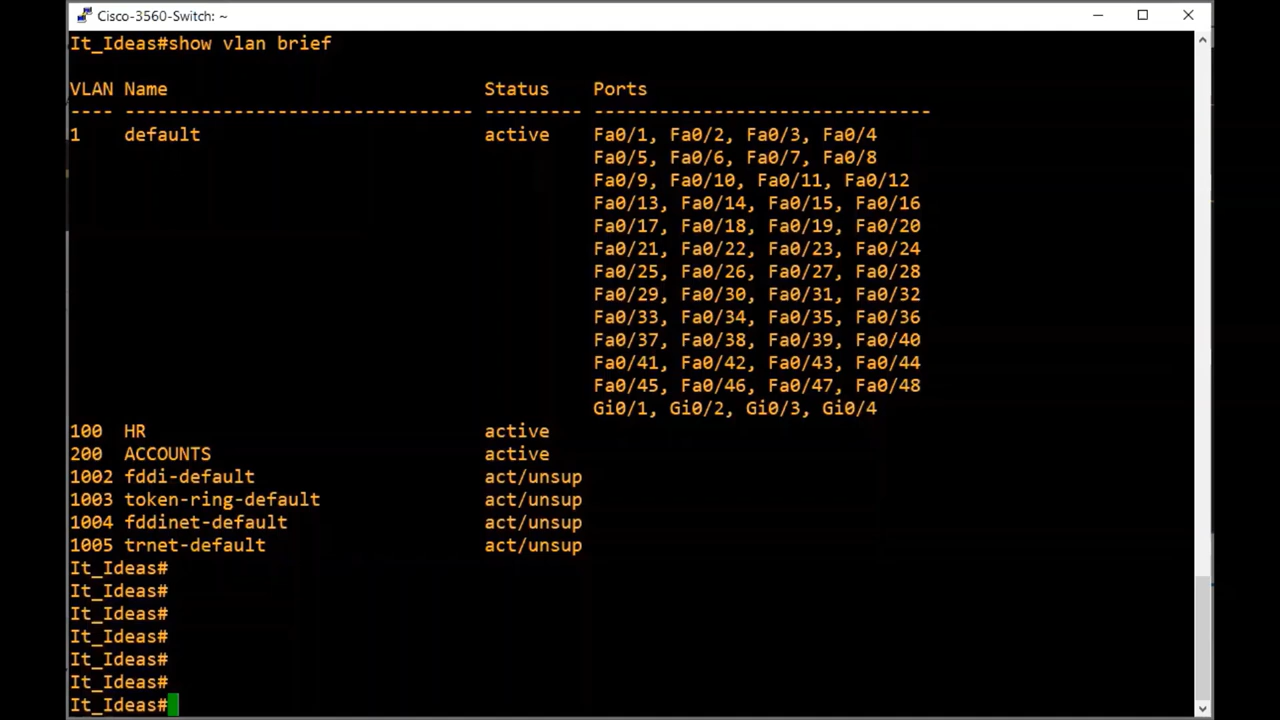 Cisco-3560-Switch: ~
It_Ideas#show vlan brief
VLAN Name                             Status    Ports
---- -------------------------------- --------- -------------------------------
1    default                          active    Fa0/1, Fa0/2, Fa0/3, Fa0/4
                                                Fa0/5, Fa0/6, Fa0/7, Fa0/8
                                                Fa0/9, Fa0/10, Fa0/11, Fa0/12
                                                Fa0/13, Fa0/14, Fa0/15, Fa0/16
                                                Fa0/17, Fa0/18, Fa0/19, Fa0/20
                                                Fa0/21, Fa0/22, Fa0/23, Fa0/24
                                                Fa0/25, Fa0/26, Fa0/27, Fa0/28
                                                Fa0/29, Fa0/30, Fa0/31, Fa0/32
                                                Fa0/33, Fa0/34, Fa0/35, Fa0/36
                                                Fa0/37, Fa0/38, Fa0/39, Fa0/40
                                                Fa0/41, Fa0/42, Fa0/43, Fa0/44
                                                Fa0/45, Fa0/46, Fa0/47, Fa0/48
                                                Gi0/1, Gi0/2, Gi0/3, Gi0/4
100  HR                               active
200  ACCOUNTS                         active
1002 fddi-default                     act/unsup
1003 token-ring-default               act/unsup
1004 fddinet-default                  act/unsup
1005 trnet-default                    act/unsup
It_Ideas#
It_Ideas#
It_Ideas#
It_Ideas#
It_Ideas#
It_Ideas#
It_Ideas#